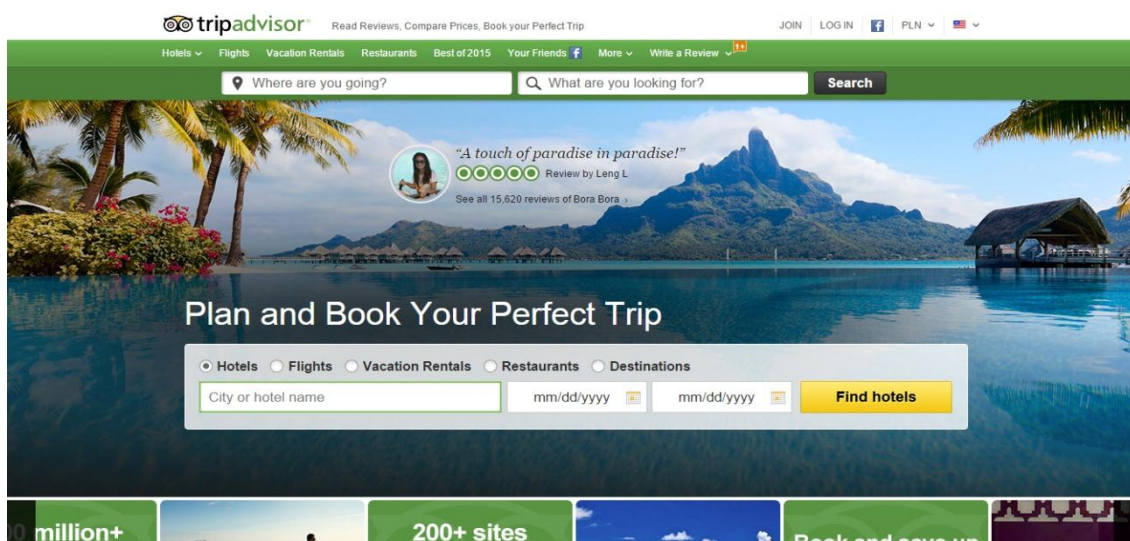 tripadvisor
Read Reviews, Compare Prices, Book your Perfect Trip
JOIN LOG IN f PLN
Hotels Flights Vacation Rentals Restaurants Best of 2015 Your Friends f More Write a Review 1+
Where are you going? What are you looking for? Search
“A touch of paradise in paradise!”
Review by Leng L
See all 15,620 reviews of Bora Bora ›
Plan and Book Your Perfect Trip
Hotels Flights Vacation Rentals Restaurants Destinations
City or hotel name mm/dd/yyyy mm/dd/yyyy Find hotels
million+ 200+ sites Book and save up